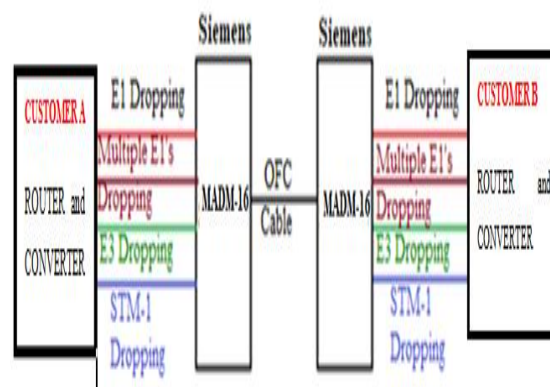 Siemens
Siemens
CUSTOMER A
ROUTER and
CONVERTER
E1 Dropping
Multiple E1's
Dropping
E3 Dropping
STM-1
Dropping
MADM-16
OFC
Cable
MADM-16
E1 Dropping
Multiple E1's
Dropping
E3 Dropping
STM-1
Dropping
CUSTOMER B
ROUTER and
CONVERTER